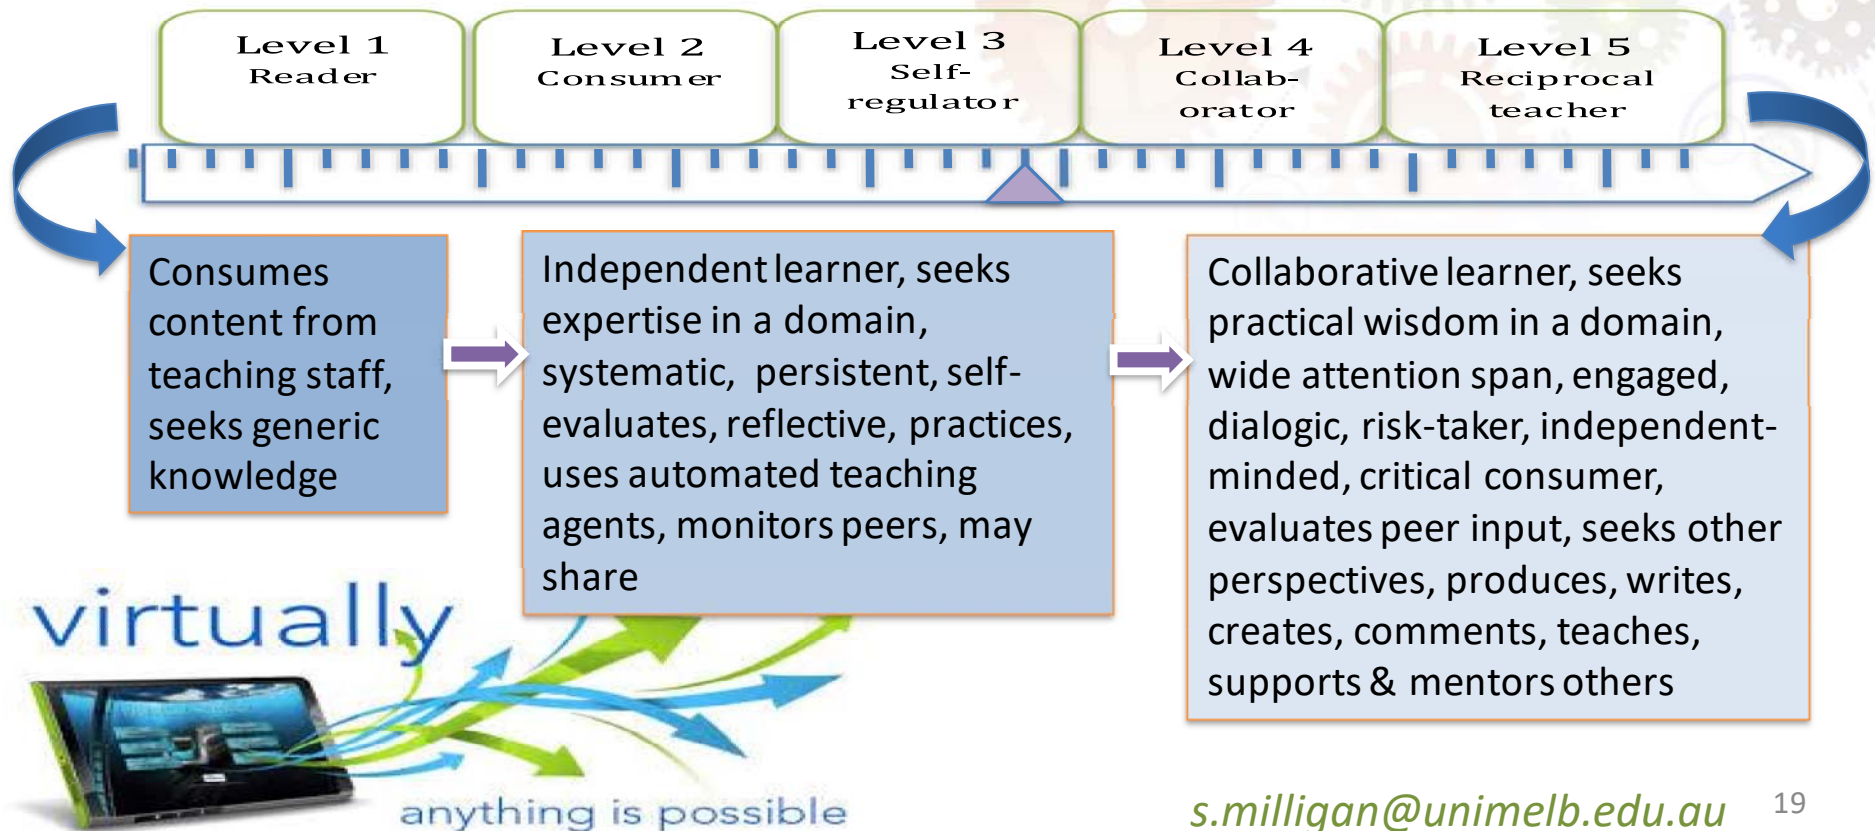 Level 1
Reader
Level 2
Consumer
Level 3
Self-
regulator
Level 4
Collab-
orator
Level 5
Reciprocal
teacher
Consumes
content from
teaching staff,
seeks generic
knowledge
Independent learner, seeks
expertise in a domain,
systematic, persistent, self-
evaluates, reflective, practices,
uses automated teaching
agents, monitors peers, may
share
Collaborative learner, seeks
practical wisdom in a domain,
wide attention span, engaged,
dialogic, risk-taker, independent-
minded, critical consumer,
evaluates peer input, seeks other
perspectives, produces, writes,
creates, comments, teaches,
supports & mentors others
virtually
anything is possible
s.milligan@unimelb.edu.au
19